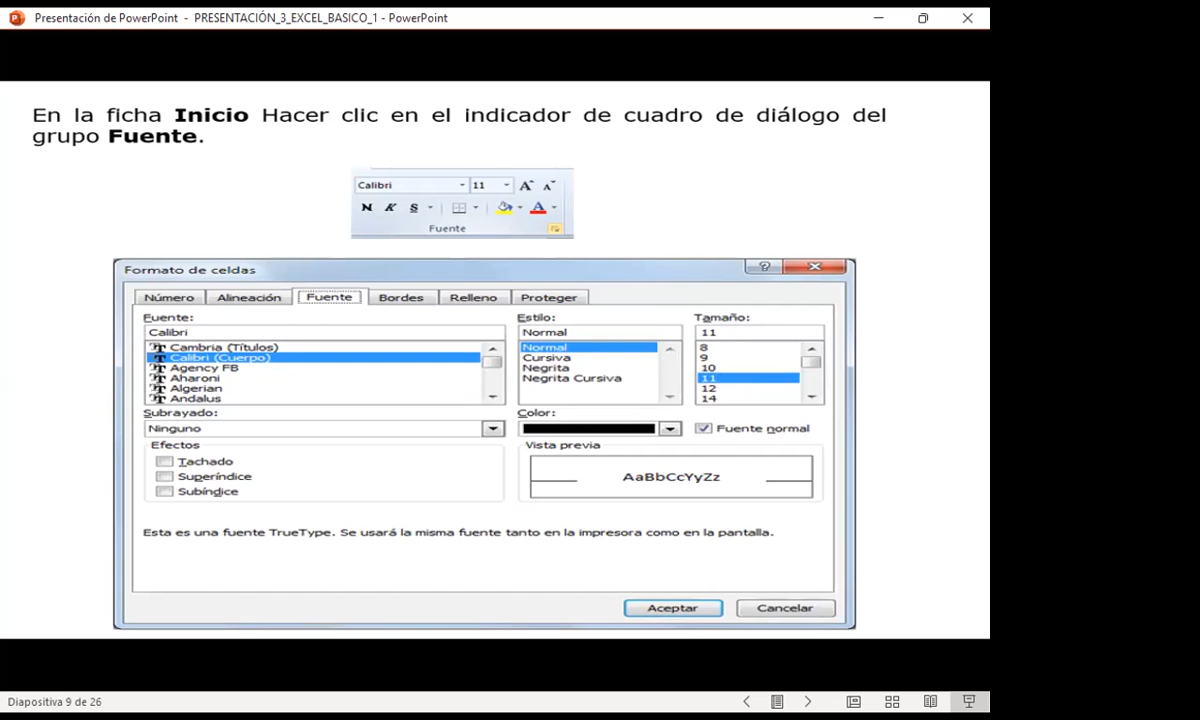 Presentación de PowerPoint - PRESENTACIÓN_3_EXCEL_BASICO_1 - PowerPoint
En la ficha Inicio Hacer clic en el indicador de cuadro de diálogo del
grupo Fuente.
Calibri 11 A A
N K S A
Fuente
Formato de celdas
Número Alineación Fuente Bordes Relleno Proteger
Fuente: Estilo: Tamaño:
Calibri Normal 11
Cambria (Títulos) Normal 8
Calibri (Cuerpo) Cursiva 9
Agency FB Negrita 10
Aharoni Negrita Cursiva 11
Algerian 12
Andalus 14
Subrayado: Color:
Ninguno Fuente normal
Efectos Vista previa
Tachado
Superíndice AaBbCcYyZz
Subíndice
Esta es una fuente TrueType. Se usará la misma fuente tanto en la impresora como en la pantalla.
Aceptar Cancelar
Diapositiva 9 de 26